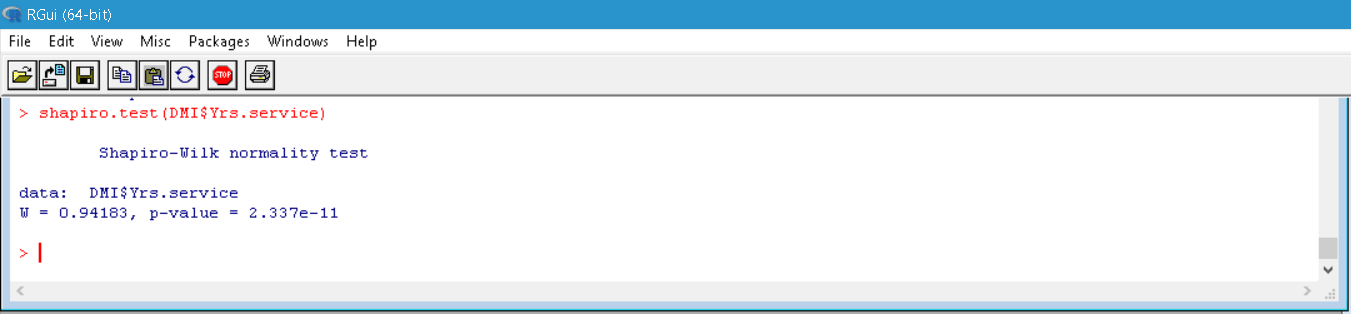 RGui (64-bit)
File Edit View Misc Packages Windows Help
STOP
> shapiro.test(DMI$Yrs.service)
Shapiro-Wilk normality test
data:  DMI$Yrs.service
W = 0.94183, p-value = 2.337e-11
>